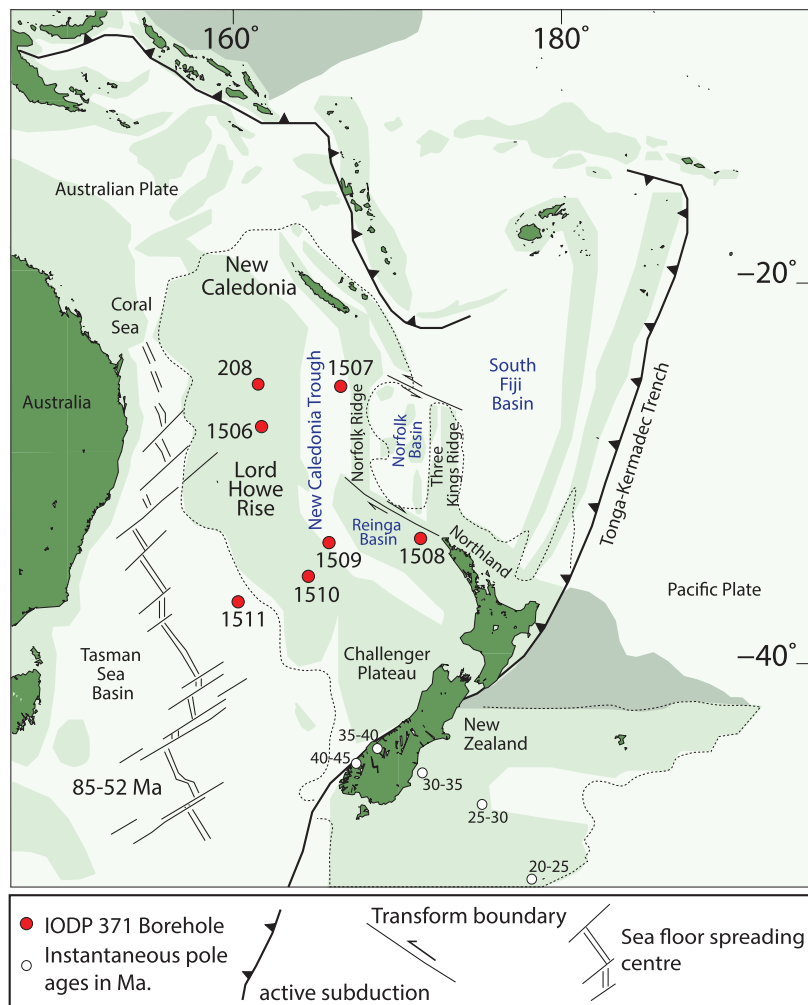 160˚
180˚
Australian Plate
New
Caledonia
−20˚
Coral
Sea
208
1507
South
Fiji
Basin
Australia
1506
New Caledonia Trough
Norfolk Ridge
Norfolk
Basin
Three
Kings Ridge
Tonga-Kermadec Trench
Lord
Howe
Rise
Reinga
Basin
Northland
1509
1508
1510
1511
Pacific Plate
Tasman
Sea
Basin
Challenger
Plateau
−40˚
New
Zealand
35-40
40-45
30-35
85-52 Ma
25-30
20-25
IODP 371 Borehole
Instantaneous pole
ages in Ma.
active subduction
Transform boundary
Sea floor spreading
centre